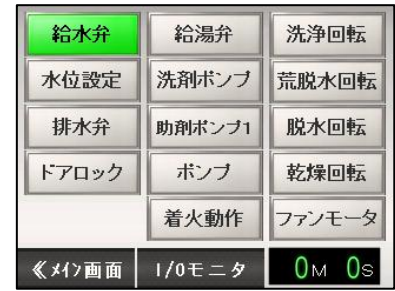 給水弁 給湯弁 洗浄回転
水位設定 洗剤ポンプ 荒脱水回転
排水弁 助剤ポンプ1 脱水回転
ドアロック ポンプ 乾燥回転
着火動作 ファンモータ
≪メイン画面 I/Oモニタ 0M 0S